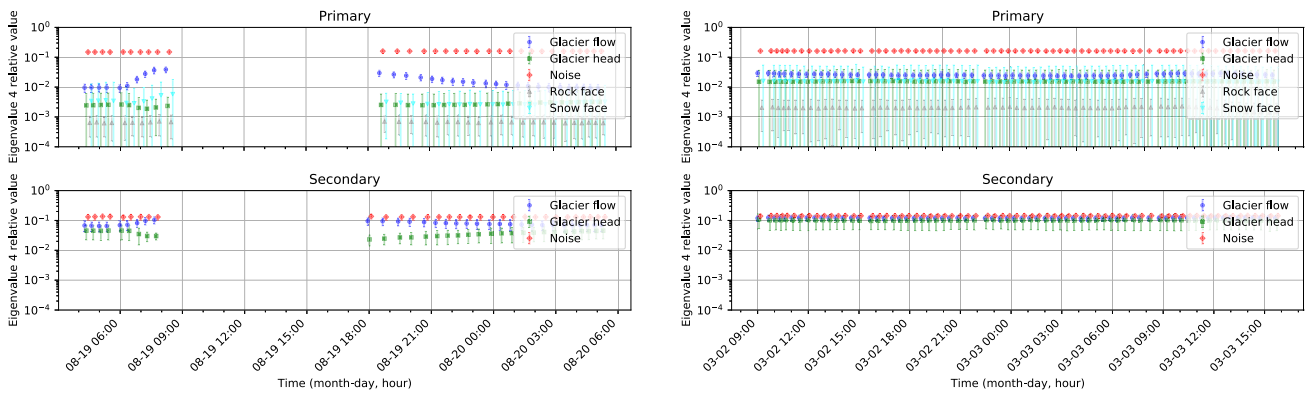 Primary
Eigenvalue 4 relative value
10⁰
10⁻¹
10⁻²
10⁻³
10⁻⁴
Glacier flow
Glacier head
Noise
Rock face
Snow face
Secondary
Eigenvalue 4 relative value
10⁰
10⁻¹
10⁻²
10⁻³
10⁻⁴
Glacier flow
Glacier head
Noise
08-19 06:00
08-19 09:00
08-19 12:00
08-19 15:00
08-19 18:00
08-19 21:00
08-20 00:00
08-20 03:00
08-20 06:00
Time (month-day, hour)
Primary
Eigenvalue 4 relative value
10⁰
10⁻¹
10⁻²
10⁻³
10⁻⁴
Glacier flow
Glacier head
Noise
Rock face
Snow face
Secondary
Eigenvalue 4 relative value
10⁰
10⁻¹
10⁻²
10⁻³
10⁻⁴
Glacier flow
Glacier head
Noise
03-02 09:00
03-02 12:00
03-02 15:00
03-02 18:00
03-02 21:00
03-03 00:00
03-03 03:00
03-03 06:00
03-03 09:00
03-03 12:00
03-03 15:00
Time (month-day, hour)